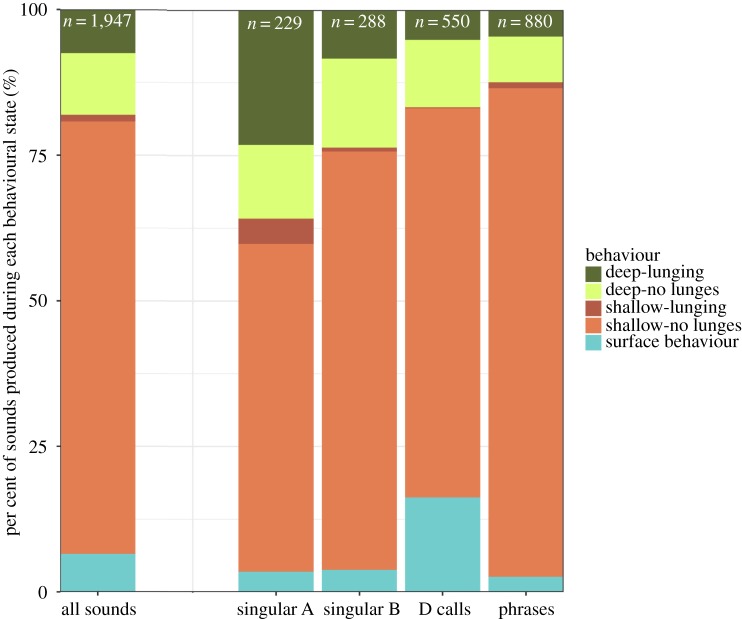 per cent of sounds produced during each behavioural state (%)
100
75
50
25
0
n = 1,947
n = 229
n = 288
n = 550
n = 880
all sounds
singular A
singular B
D calls
phrases
behaviour
deep-lunging
deep-no lunges
shallow-lunging
shallow-no lunges
surface behaviour